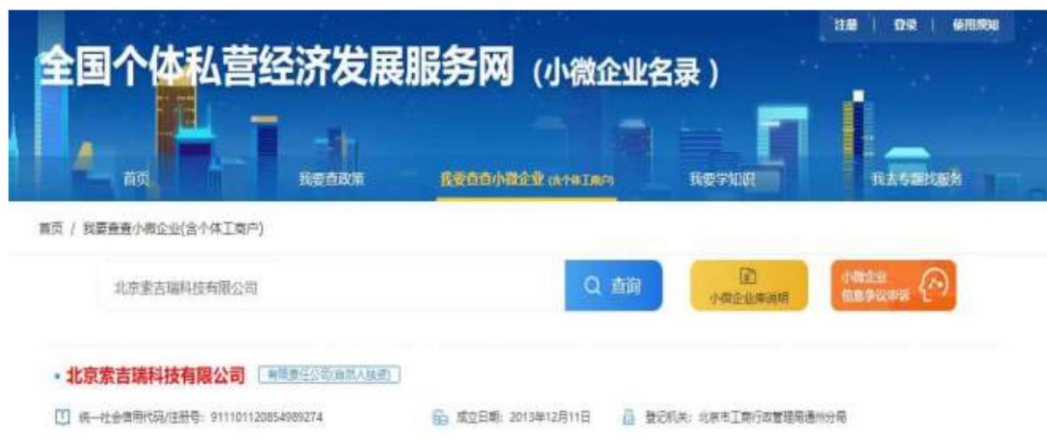 注册 | 登录 | 使用须知
全国个体私营经济发展服务网 (小微企业名录)
首页 我要查政策 我要查查小微企业 (含个体工商户) 我要学知识 我去专题找服务
首页 / 我要查查小微企业(含个体工商户)
北京索吉瑞科技有限公司 查询 小微企业库说明 小微企业
信息争议申诉
北京索吉瑞科技有限公司 有限责任公司(自然人独资)
统一社会信用代码/注册号: 911101120854989274 成立日期: 2013年12月11日 登记机关: 北京市工商行政管理局通州分局